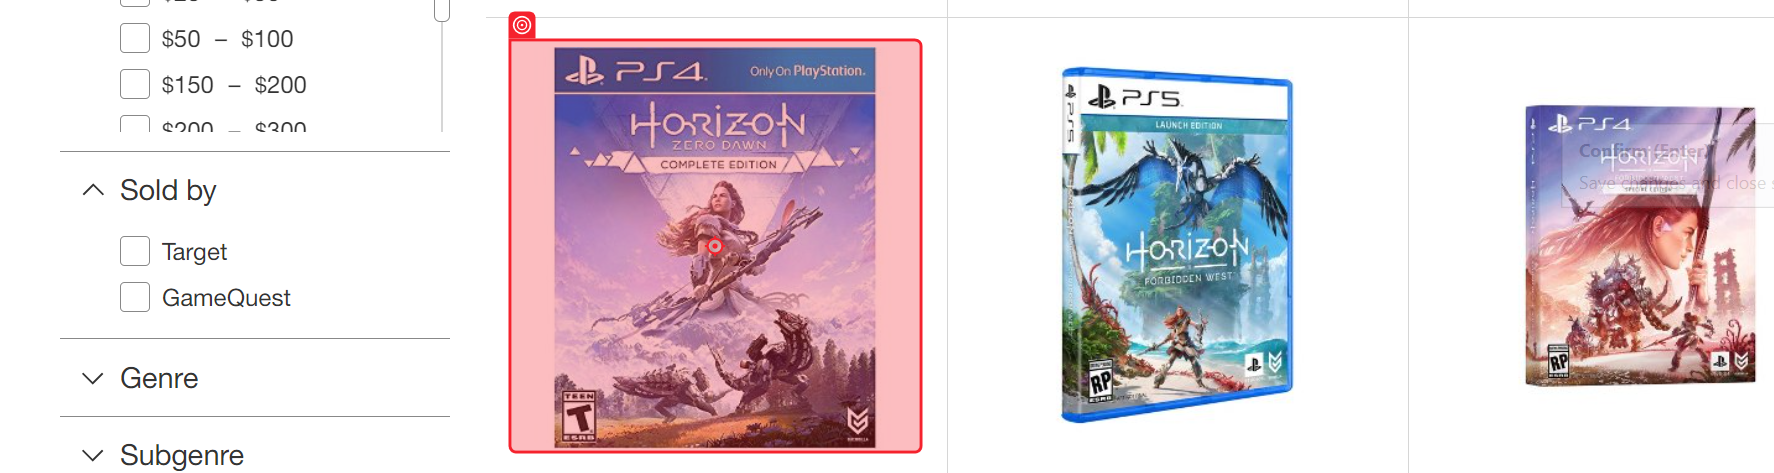 $50 – $100
$150 – $200
$200 – $300
Sold by
Target
GameQuest
Genre
Subgenre
PS4
Only On PlayStation.
HORIZON
ZERO DAWN
COMPLETE EDITION
TEEN
T
ESRB
PS5
PS5
LAUNCH EDITION
HORIZON
FORBIDDEN WEST
RP
ESRB
PS4
Confirm (Enter)
HORIZON
Save changes and close
RP